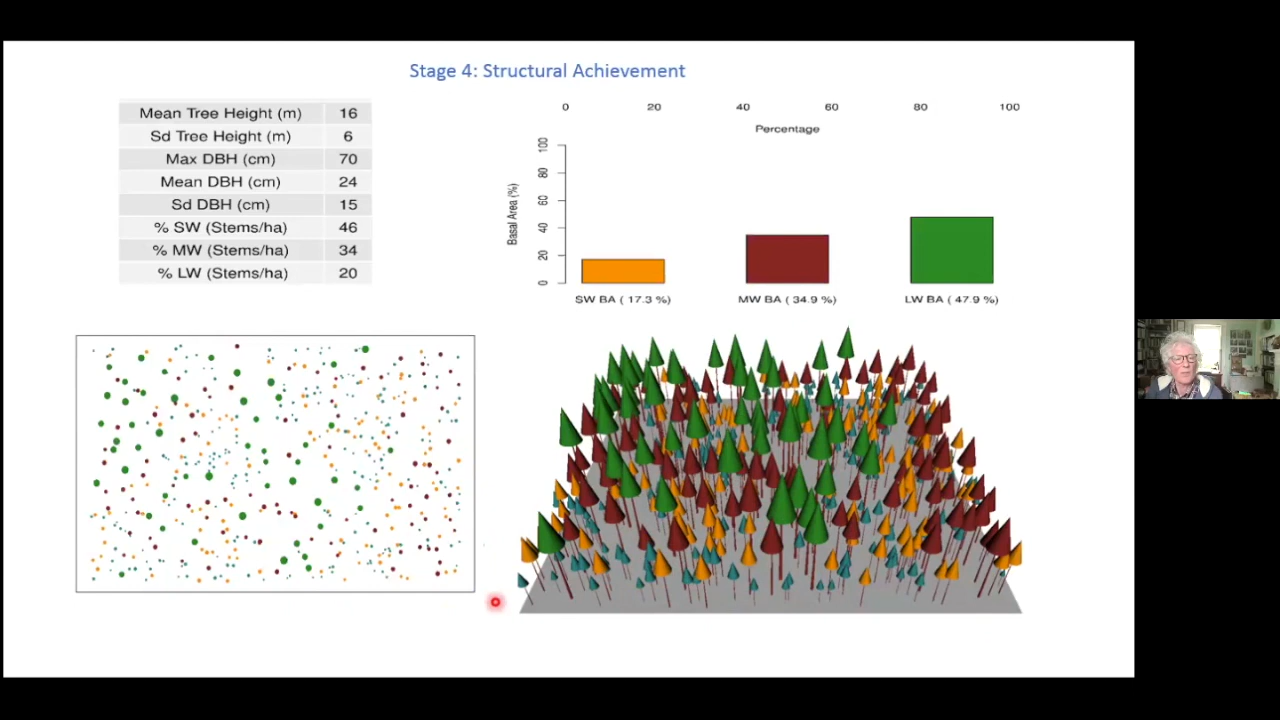 Stage 4: Structural Achievement
Mean Tree Height (m) 16
Sd Tree Height (m) 6
Max DBH (cm) 70
Mean DBH (cm) 24
Sd DBH (cm) 15
% SW (Stems/ha) 46
% MW (Stems/ha) 34
% LW (Stems/ha) 20
0 20 40 60 80 100
Percentage
Basal Area (%)
0 20 40 60 80 100
SW BA ( 17.3 %) MW BA ( 34.9 %) LW BA ( 47.9 %)